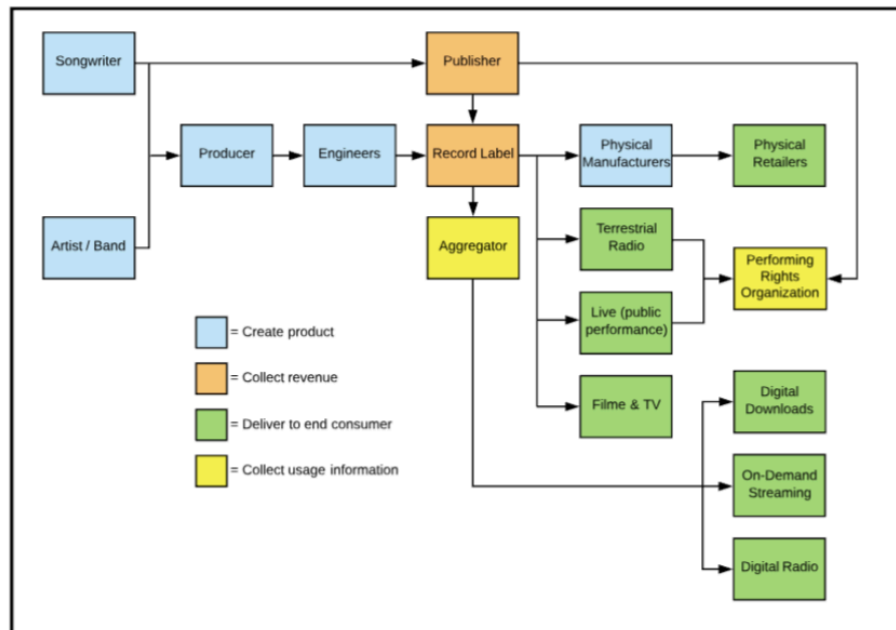 Songwriter
Publisher
Producer
Engineers
Record Label
Physical
Manufacturers
Physical
Retailers
Artist / Band
Aggregator
Terrestrial
Radio
Performing
Rights
Organization
Live (public
performance)
= Create product
= Collect revenue
= Deliver to end consumer
= Collect usage information
Filme & TV
Digital
Downloads
On-Demand
Streaming
Digital Radio